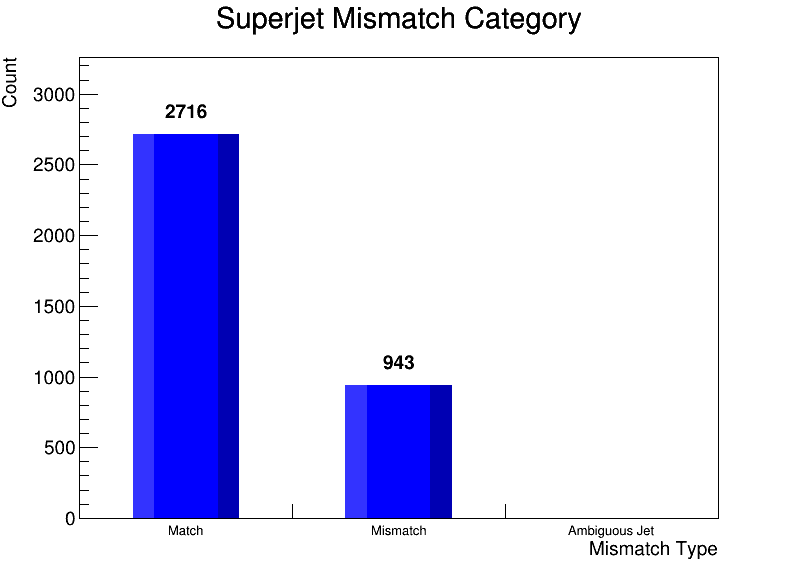 Superjet Mismatch Category
Count
3000
2500
2000
1500
1000
500
0
2716
943
Match
Mismatch
Ambiguous Jet
Mismatch Type